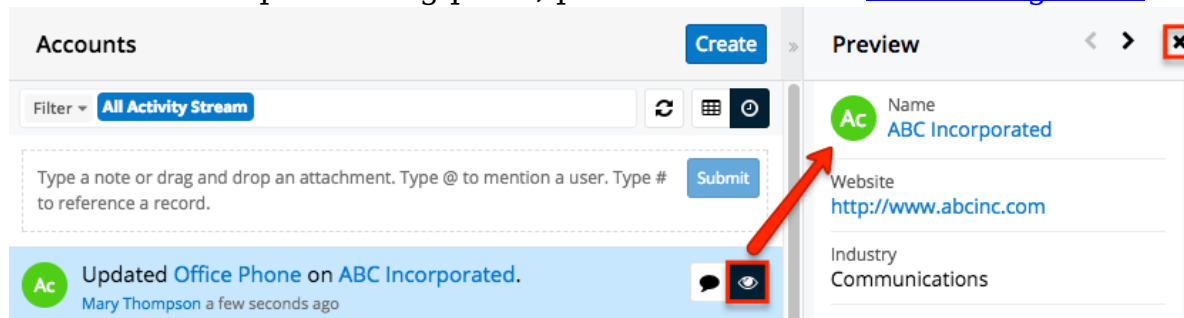 Accounts
Create
»
Preview
Filter
All Activity Stream
Ac
Name
ABC Incorporated
Type a note or drag and drop an attachment. Type @ to mention a user. Type #
to reference a record.
Submit
Website
http://www.abcinc.com
Industry
Communications
Ac
Updated Office Phone on ABC Incorporated.
Mary Thompson a few seconds ago